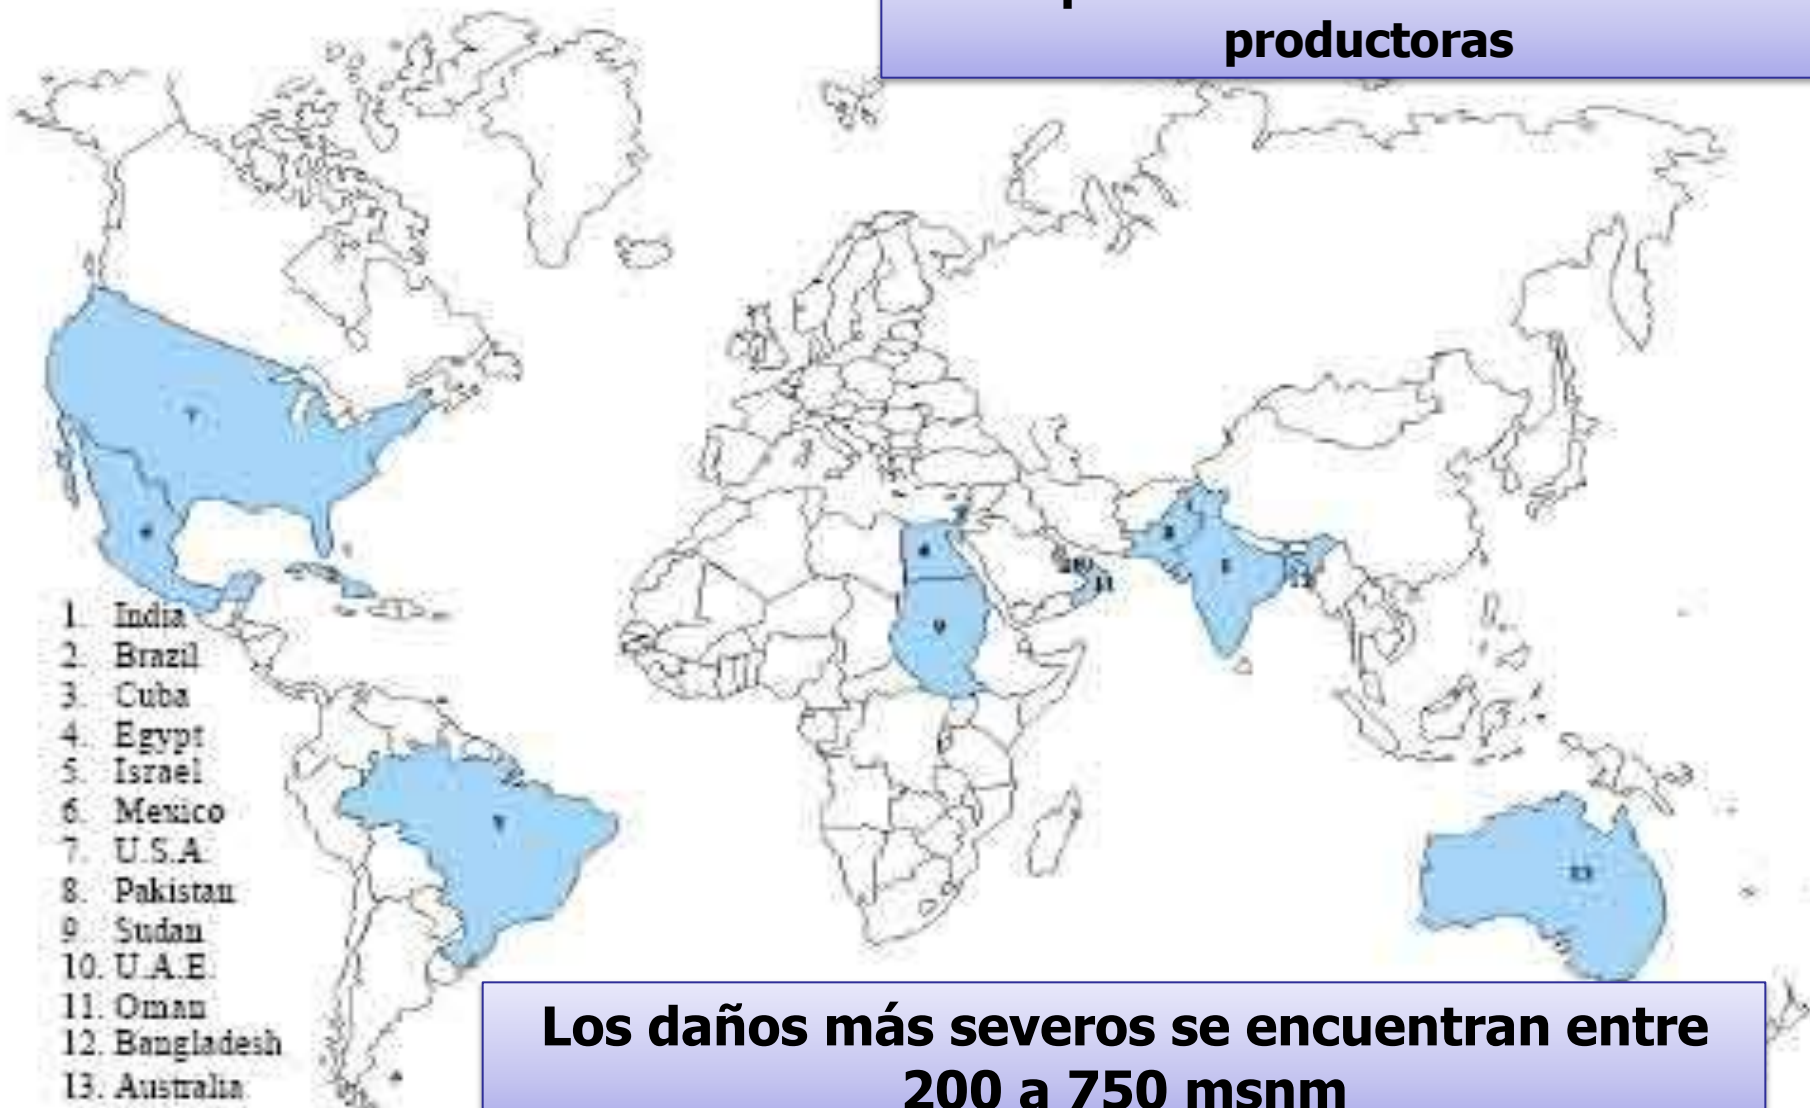 productoras
1. India
2. Brazil
3. Cuba
4. Egypt
5. Israel
6. Mexico
7. U.S.A.
8. Pakistan
9. Sudan
10. U.A.E.
11. Oman
12. Bangladesh
13. Australia
Los daños más severos se encuentran entre
200 a 750 msnm